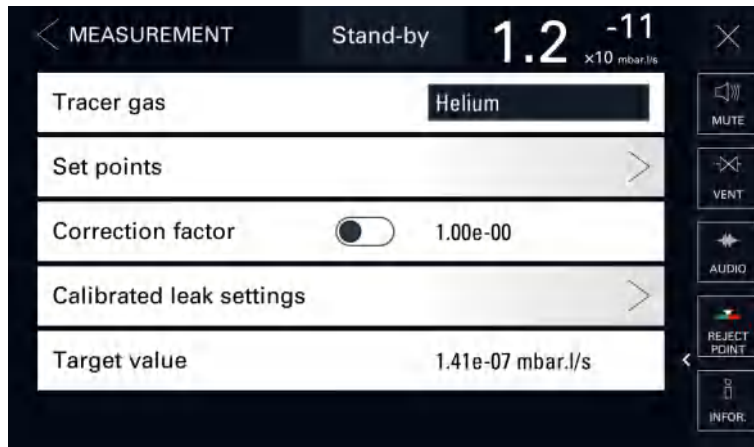 MEASUREMENT
Stand-by
1.2 -11
x10 mbar.l/s
Tracer gas
Helium
MUTE
Set points
VENT
Correction factor
1.00e-00
AUDIO
Calibrated leak settings
REJECT
POINT
Target value
1.41e-07 mbar.l/s
INFOR.